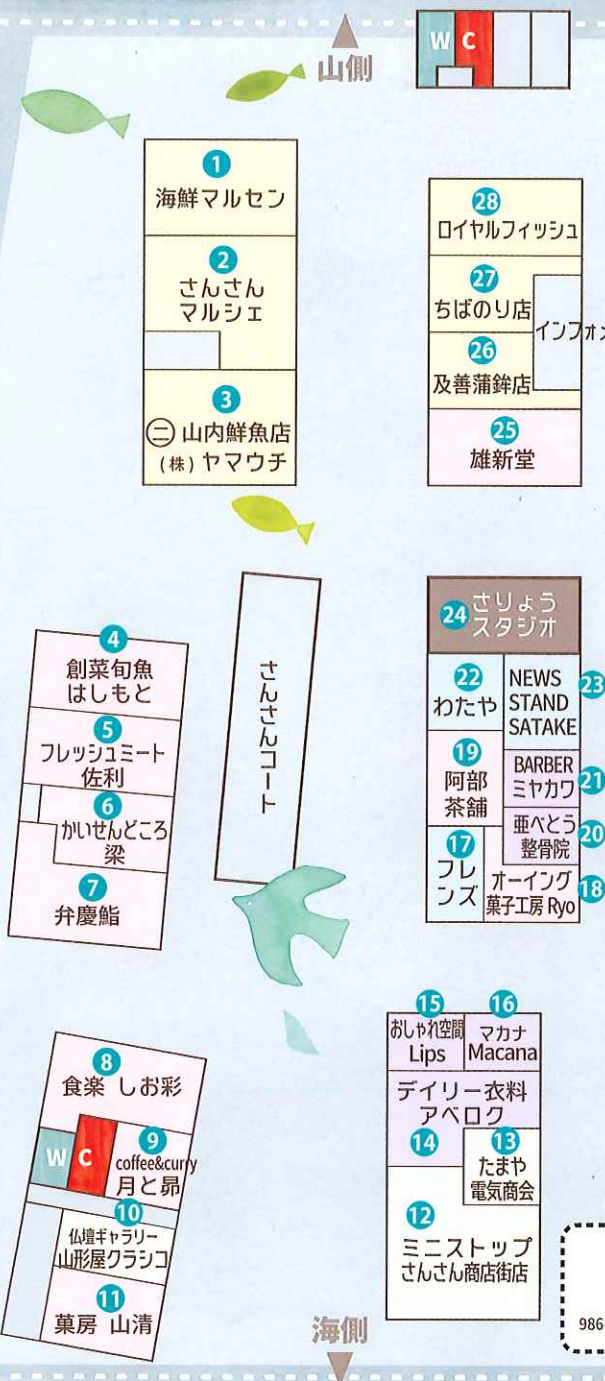 山側
W C
1
海鮮マルセン
2
さんさん
マルシェ
3
㊁ 山内鮮魚店
(株) ヤマウチ
28
ロイヤルフィッシュ
27
ちばのり店
インフォメ
26
及善蒲鉾店
25
雄新堂
4
創菜旬魚
はしもと
5
フレッシュミート
佐利
6
かいせんどころ
梁
7
弁慶鮨
さんさんコート
24
さりょう
スタジオ
22
わたや
NEWS
STAND
SATAKE
23
19
阿部
茶舗
BARBER
ミヤカワ
21
亜べとう
整骨院
20
17
フレ
ンズ
オーイング
菓子工房 Ryo
18
8
食楽 しお彩
W C
9
coffee&curry
月と昴
10
仏壇ギャラリー
山形屋クラシコ
11
菓房 山清
15
おしゃれ空間
Lips
16
マカナ
Macana
デイリー衣料
アベロク
14
13
たまや
電気商会
12
ミニストップ
さんさん商店街店
986-
海側